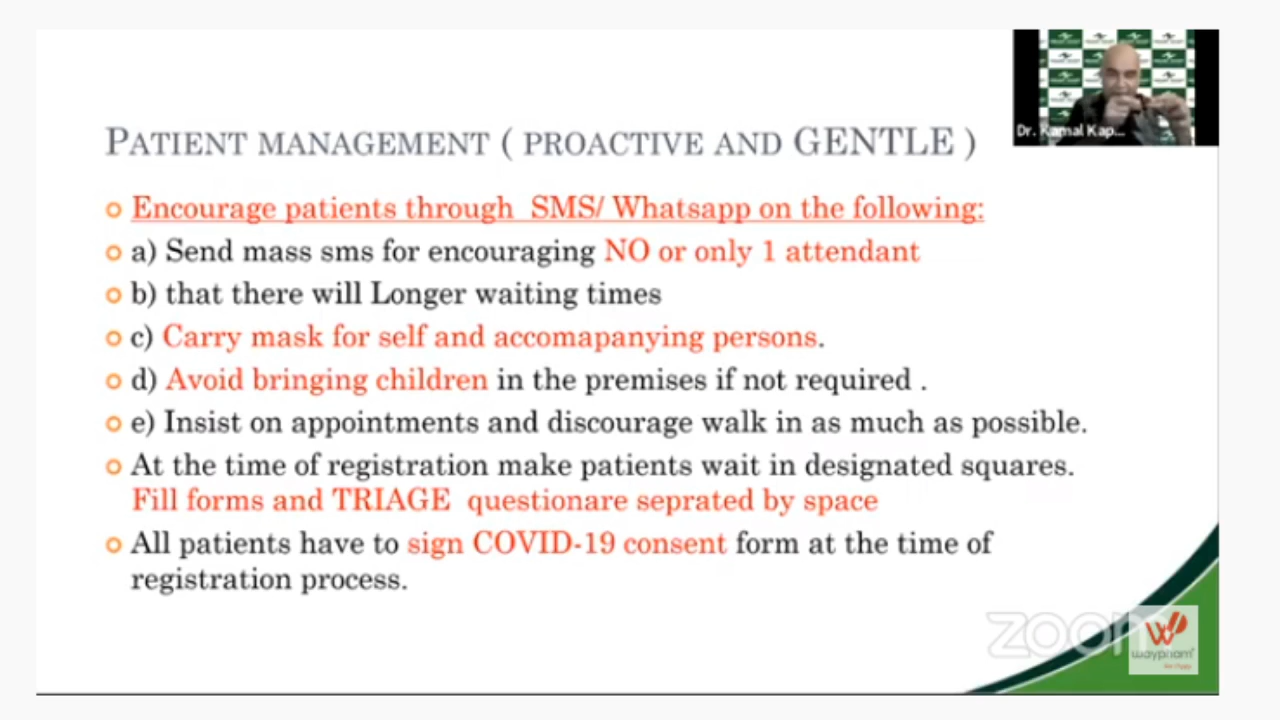 PATIENT MANAGEMENT ( PROACTIVE AND GENTLE )
Encourage patients through SMS/ Whatsapp on the following:
a) Send mass sms for encouraging NO or only 1 attendant
b) that there will Longer waiting times
c) Carry mask for self and accomapanying persons.
d) Avoid bringing children in the premises if not required .
e) Insist on appointments and discourage walk in as much as possible.
At the time of registration make patients wait in designated squares.
Fill forms and TRIAGE questionare seprated by space
All patients have to sign COVID-19 consent form at the time of
registration process.
Dr. Kamal Kap...
zoom
waypham